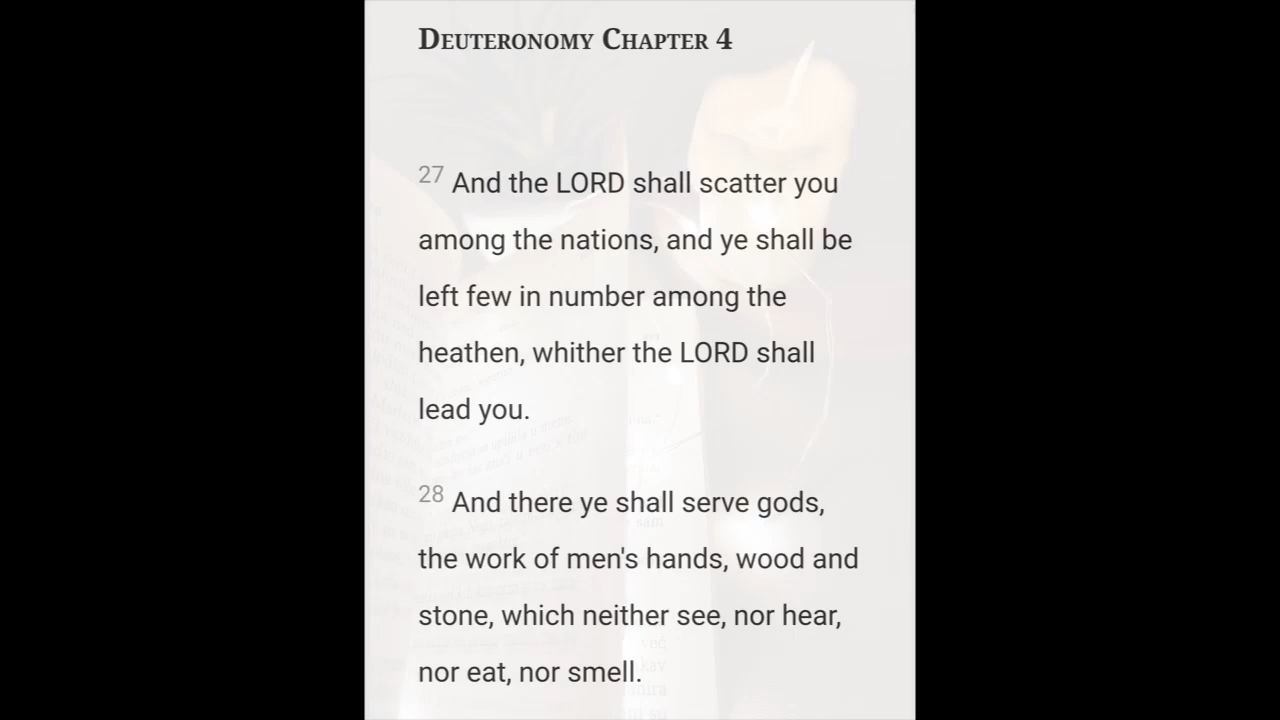 Deuteronomy Chapter 4
27 And the LORD shall scatter you
among the nations, and ye shall be
left few in number among the
heathen, whither the LORD shall
lead you.
28 And there ye shall serve gods,
the work of men's hands, wood and
stone, which neither see, nor hear,
nor eat, nor smell.